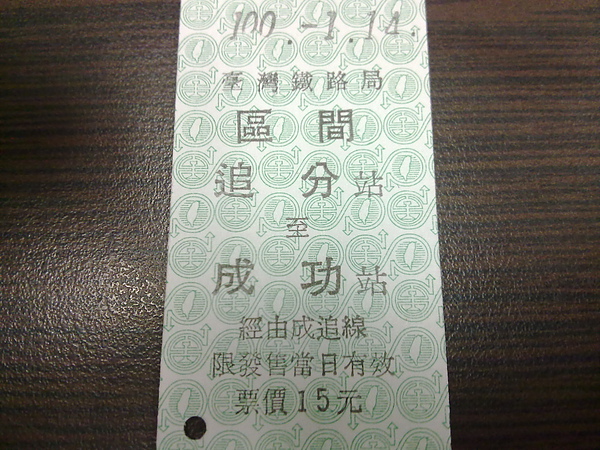 100.-1.14.
臺灣鐵路局
區間
追分站
至
成功站
經由成追線
限發售當日有效
票價15元